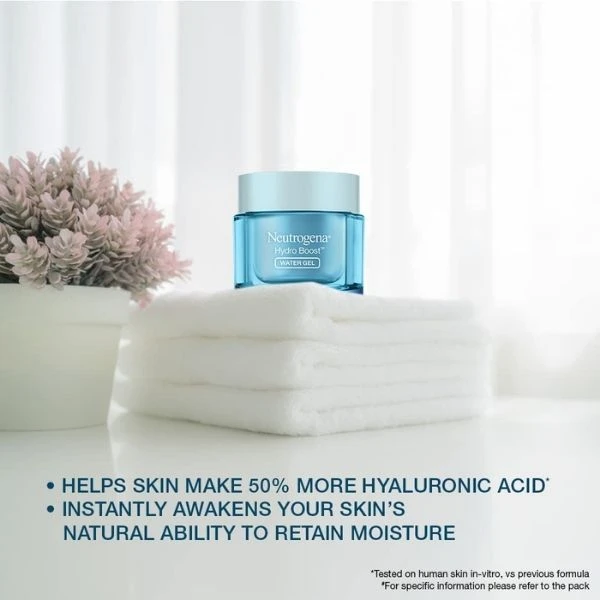 Neutrogena®
Hydro Boost™
WATER GEL
• HELPS SKIN MAKE 50% MORE HYALURONIC ACID*
• INSTANTLY AWAKENS YOUR SKIN'S
NATURAL ABILITY TO RETAIN MOISTURE
*Tested on human skin in-vitro, vs previous formula
*For specific information please refer to the pack